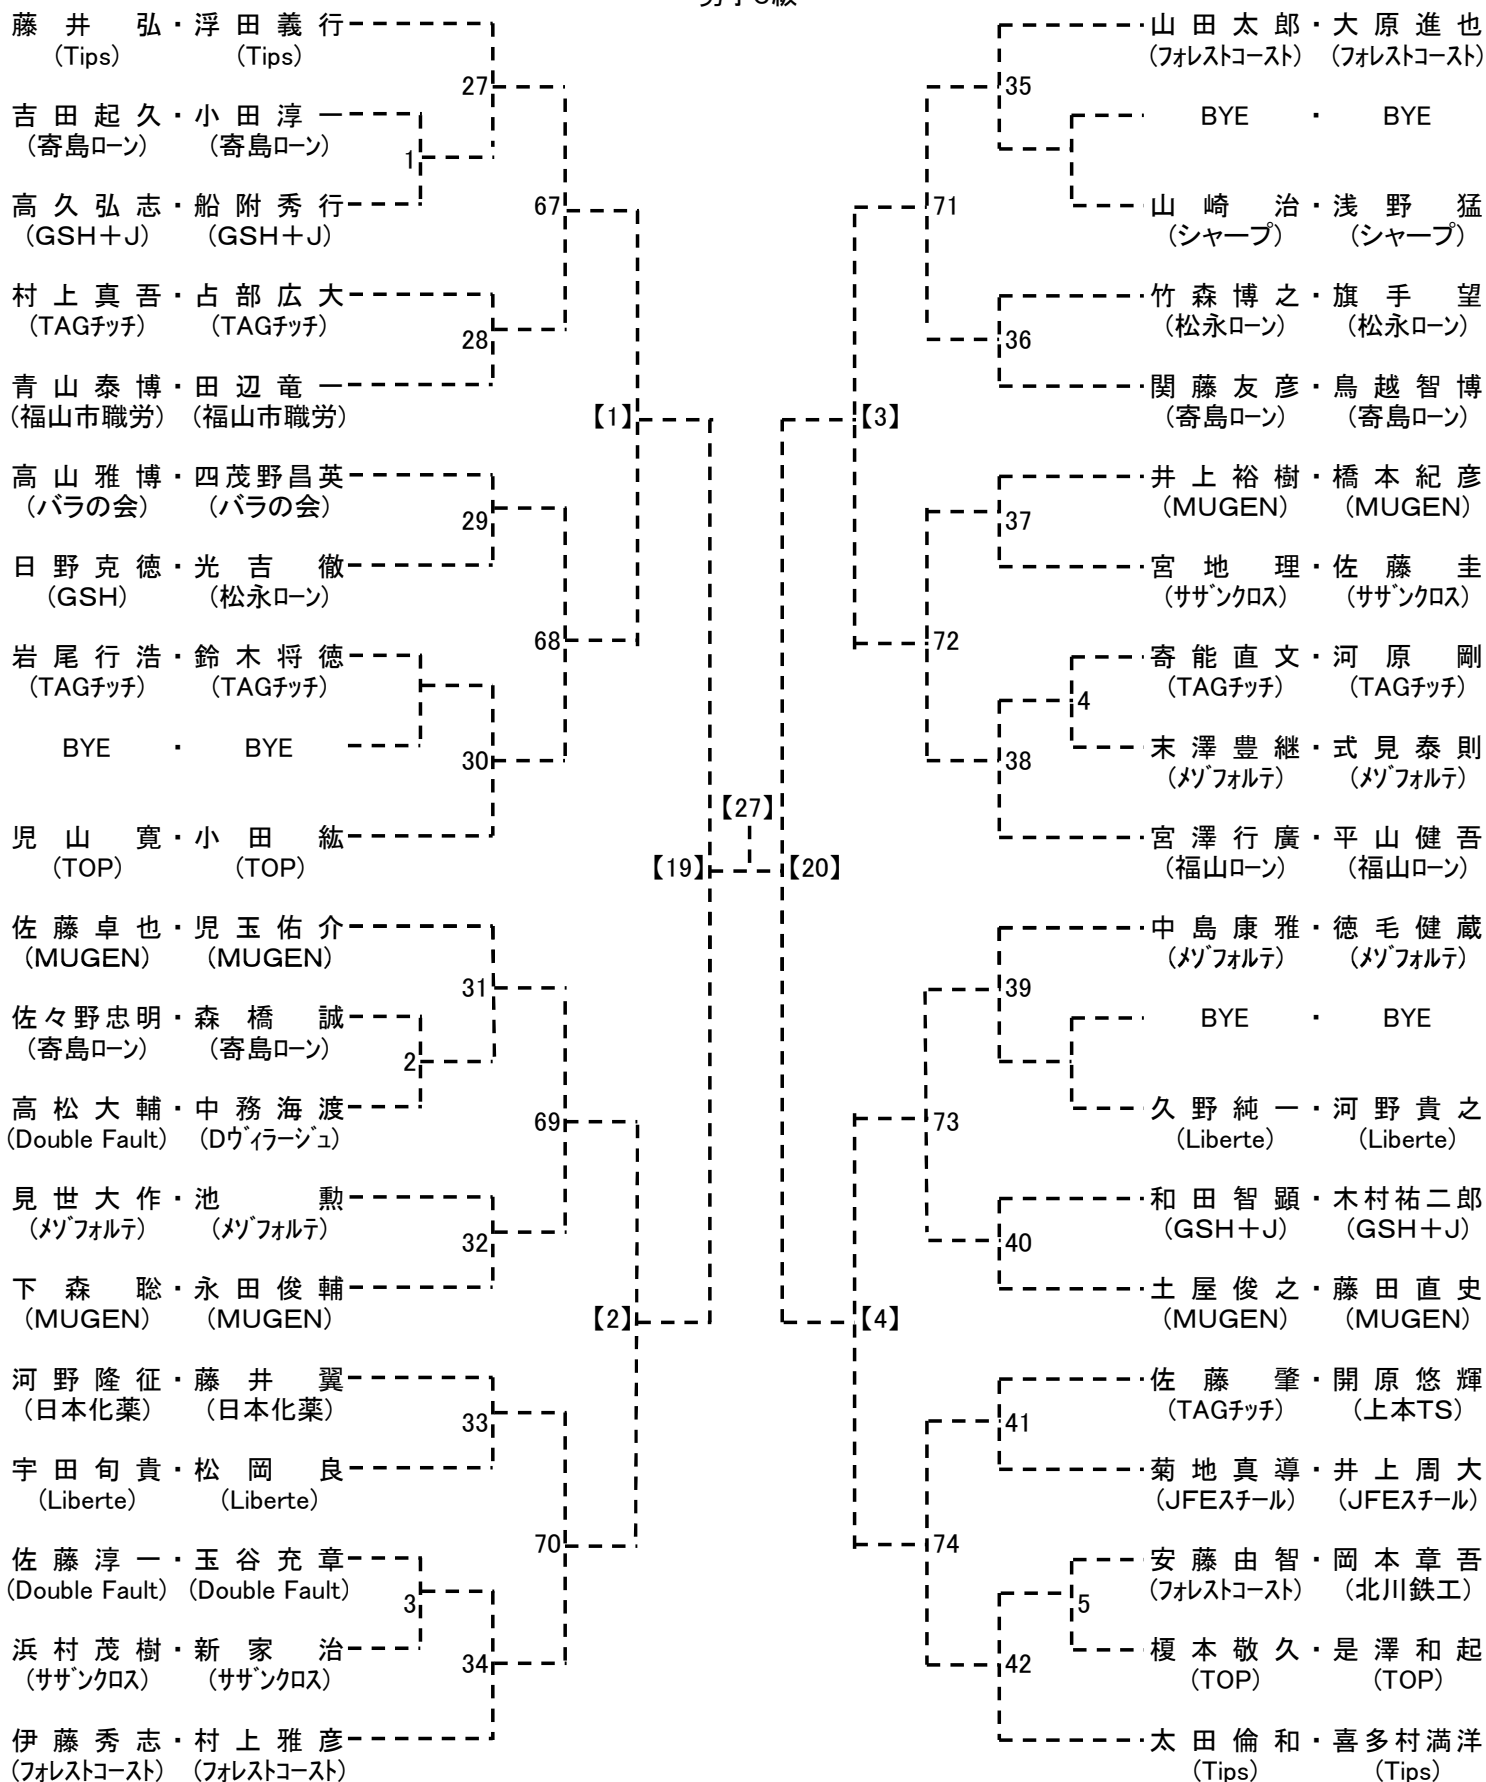 藤井 弘・浮田義行
(Tips) (Tips)
27
吉田起久・小田淳一
(寄島ローン) (寄島ローン)
1
高久弘志・船附秀行
(GSH＋J) (GSH＋J)
67
村上真吾・占部広大
(TAGチッチ) (TAGチッチ)
28
青山泰博・田辺竜一
(福山市職労) (福山市職労)
【1】
高山雅博・四茂野昌英
(バラの会) (バラの会)
29
日野克徳・光吉 徹
(GSH) (松永ローン)
68
岩尾行浩・鈴木将徳
(TAGチッチ) (TAGチッチ)
BYE ・ BYE
30
児山 寛・小田 紘
(TOP) (TOP)
【19】
【27】
【20】
佐藤卓也・児玉佑介
(MUGEN) (MUGEN)
31
佐々野忠明・森橋 誠
(寄島ローン) (寄島ローン)
2
高松大輔・中務海渡
(Double Fault) (Dヴィラージュ)
69
見世大作・池 勲
(メゾフォルテ) (メゾフォルテ)
32
下森 聡・永田俊輔
(MUGEN) (MUGEN)
【2】
河野隆征・藤井 翼
(日本化薬) (日本化薬)
33
宇田旬貴・松岡 良
(Liberte) (Liberte)
70
佐藤淳一・玉谷充章
(Double Fault) (Double Fault)
3
浜村茂樹・新家 治
(サザンクロス) (サザンクロス)
34
伊藤秀志・村上雅彦
(フォレストコースト) (フォレストコースト)
山田太郎・大原進也
(フォレストコースト) (フォレストコースト)
35
BYE ・ BYE
山崎 治・浅野 猛
(シャープ) (シャープ)
71
竹森博之・旗手 望
(松永ローン) (松永ローン)
36
関藤友彦・鳥越智博
(寄島ローン) (寄島ローン)
【3】
井上裕樹・橋本紀彦
(MUGEN) (MUGEN)
37
宮地 理・佐藤 圭
(サザンクロス) (サザンクロス)
72
寄能直文・河原 剛
(TAGチッチ) (TAGチッチ)
4
末澤豊継・式見泰則
(メゾフォルテ) (メゾフォルテ)
38
宮澤行廣・平山健吾
(福山ローン) (福山ローン)
中島康雅・徳毛健蔵
(メゾフォルテ) (メゾフォルテ)
39
BYE ・ BYE
久野純一・河野貴之
(Liberte) (Liberte)
73
和田智顕・木村祐二郎
(GSH＋J) (GSH＋J)
40
土屋俊之・藤田直史
(MUGEN) (MUGEN)
【4】
佐藤 肇・開原悠輝
(TAGチッチ) (上本TS)
41
菊地真導・井上周大
(JFEスチール) (JFEスチール)
74
安藤由智・岡本章吾
(フォレストコースト) (北川鉄工)
5
榎本敬久・是澤和起
(TOP) (TOP)
42
太田倫和・喜多村満洋
(Tips) (Tips)